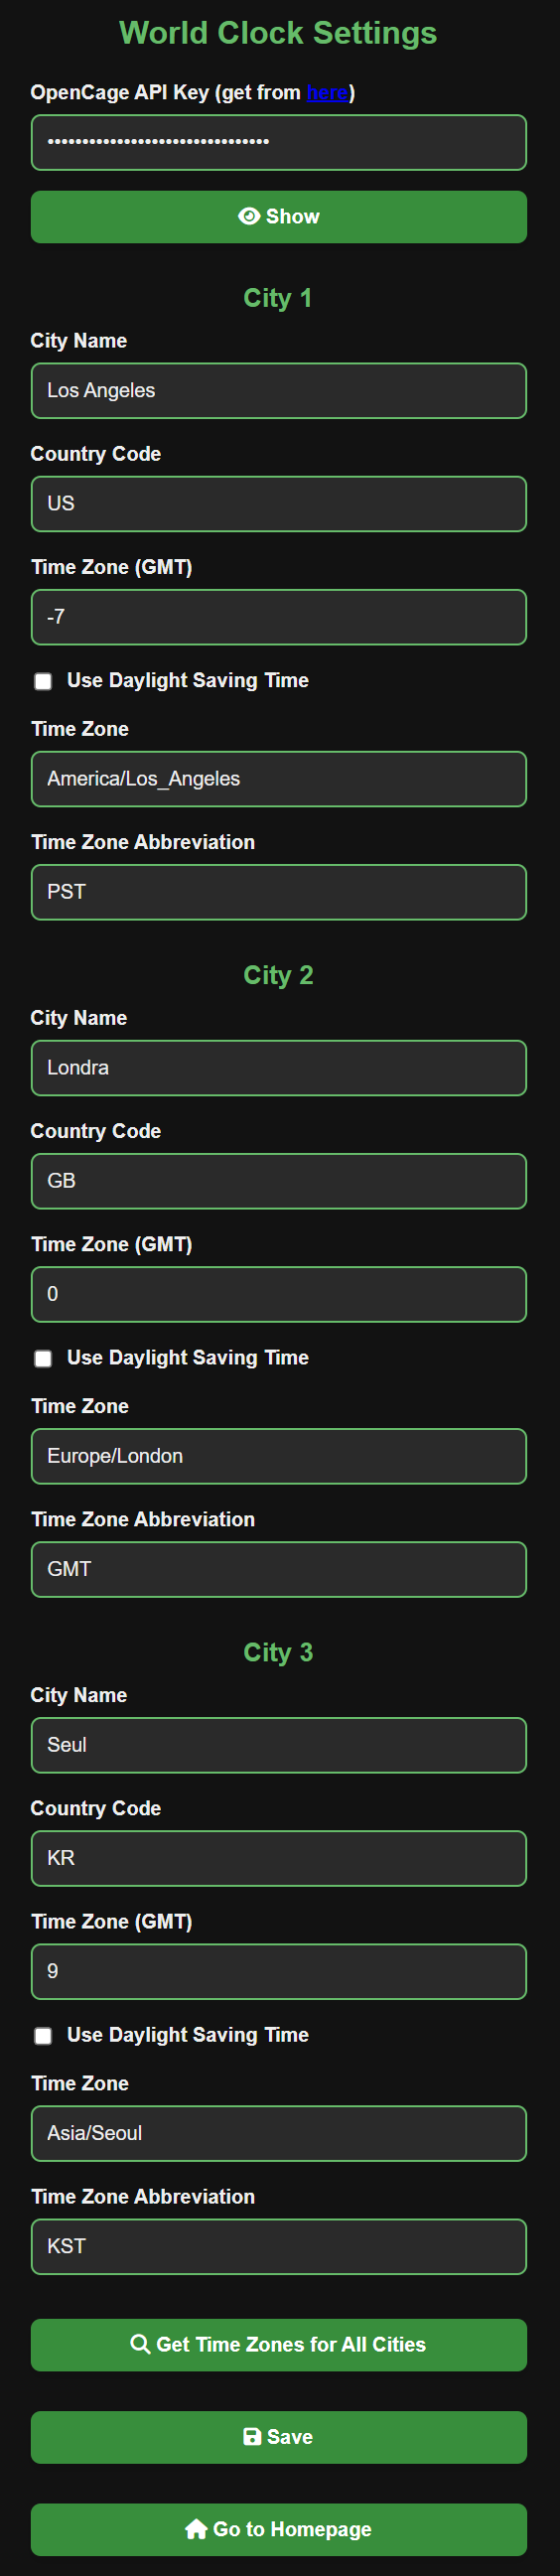 World Clock Settings
OpenCage API Key (get from here)
••••••••••••••••••••••••••••••••
Show
City 1
City Name
Los Angeles
Country Code
US
Time Zone (GMT)
-7
Use Daylight Saving Time
Time Zone
America/Los_Angeles
Time Zone Abbreviation
PST
City 2
City Name
Londra
Country Code
GB
Time Zone (GMT)
0
Use Daylight Saving Time
Time Zone
Europe/London
Time Zone Abbreviation
GMT
City 3
City Name
Seul
Country Code
KR
Time Zone (GMT)
9
Use Daylight Saving Time
Time Zone
Asia/Seoul
Time Zone Abbreviation
KST
Get Time Zones for All Cities
Save
Go to Homepage